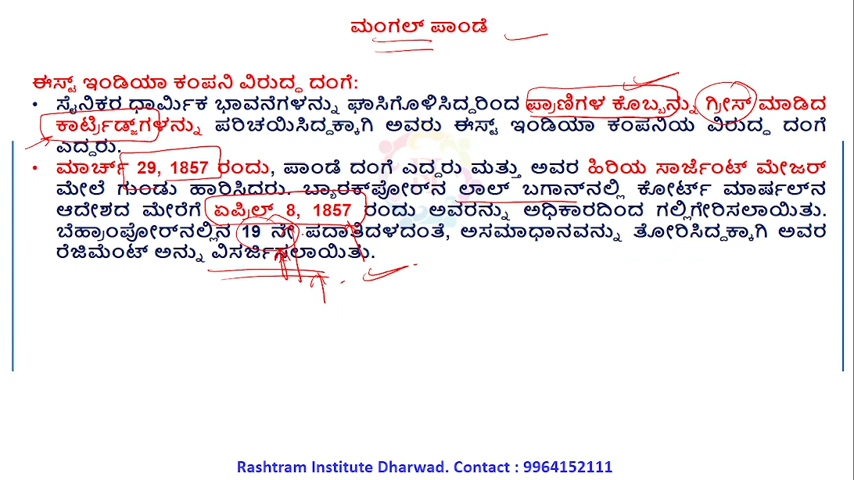 ಮಂಗಲ್ ಪಾಂಡೆ
ಈಸ್ಟ್ ಇಂಡಿಯಾ ಕಂಪನಿ ವಿರುದ್ಧ ದಂಗೆ:
• ಸೈನಿಕರ ಧಾರ್ಮಿಕ ಭಾವನೆಗಳನ್ನು ಘಾಸಿಗೊಳಿಸಿದ್ದರಿಂದ ಪ್ರಾಣಿಗಳ ಕೊಬ್ಬನ್ನು ಗ್ರೀಸ್ ಮಾಡಿದ
ಕಾರ್ಟ್ರಿಡ್ಜ್‌ಗಳನ್ನು ಪರಿಚಯಿಸಿದ್ದಕ್ಕಾಗಿ ಅವರು ಈಸ್ಟ್ ಇಂಡಿಯಾ ಕಂಪನಿಯ ವಿರುದ್ಧ ದಂಗೆ
ಎದ್ದರು.
• ಮಾರ್ಚ್ 29, 1857 ರಂದು, ಪಾಂಡೆ ದಂಗೆ ಎದ್ದರು ಮತ್ತು ಅವರ ಹಿರಿಯ ಸಾರ್ಜೆಂಟ್ ಮೇಜರ್
ಮೇಲೆ ಗುಂಡು ಹಾರಿಸಿದರು. ಬ್ಯಾರಕ್‌ಪೋರ್‌ನ ಲಾಲ್ ಬಗಾನ್‌ನಲ್ಲಿ ಕೋರ್ಟ್ ಮಾರ್ಷಲ್‌ನ
ಆದೇಶದ ಮೇರೆಗೆ ಏಪ್ರಿಲ್ 8, 1857 ರಂದು ಅವರನ್ನು ಅಧಿಕಾರದಿಂದ ಗಲ್ಲಿಗೇರಿಸಲಾಯಿತು.
ಬೆಹ್ರಾಂಪೋರ್‌ನಲ್ಲಿನ 19 ನೇ ಪದಾತಿದಳದಂತೆ, ಅಸಮಾಧಾನವನ್ನು ತೋರಿಸಿದ್ದಕ್ಕಾಗಿ ಅವರ
ರೆಜಿಮೆಂಟ್ ಅನ್ನು ವಿಸರ್ಜಿಸಲಾಯಿತು.
Rashtram Institute Dharwad. Contact : 9964152111